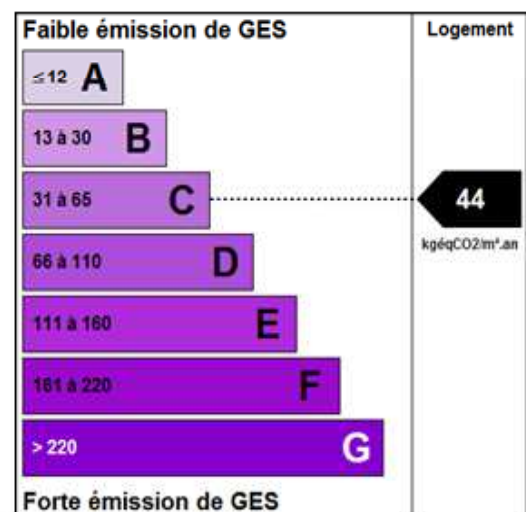 Faible émission de GES
Logement
≤12 A
13 à 30 B
31 à 65 C
44
kgéqCO2/m².an
66 à 110 D
111 à 160 E
161 à 220 F
> 220 G
Forte émission de GES